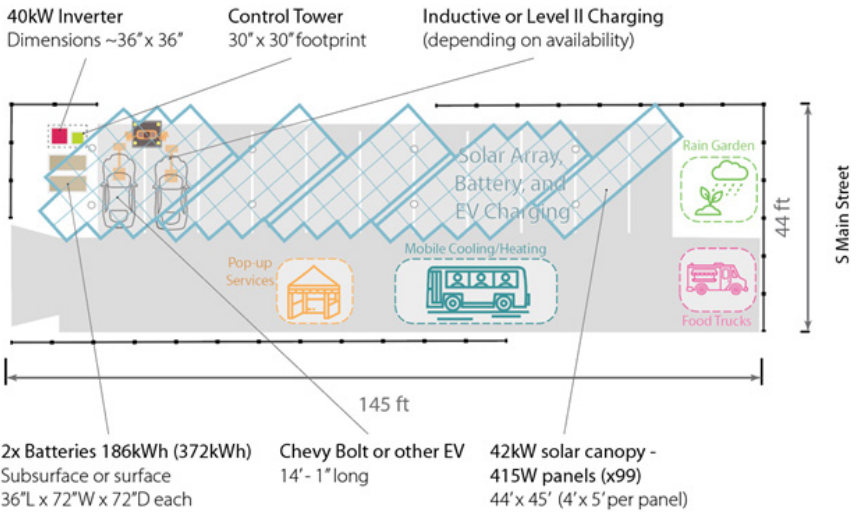 40kW Inverter
Dimensions ~36" x 36"
Control Tower
30" x 30" footprint
Inductive or Level II Charging
(depending on availability)
Solar Array,
Battery, and
EV Charging
Rain Garden
44 ft
S Main Street
Pop-up
Services
Mobile Cooling/Heating
Food Trucks
145 ft
2x Batteries 186kWh (372kWh)
Subsurface or surface
36"L x 72"W x 72"D each
Chevy Bolt or other EV
14' - 1" long
42kW solar canopy -
415W panels (x99)
44' x 45' (4' x 5' per panel)